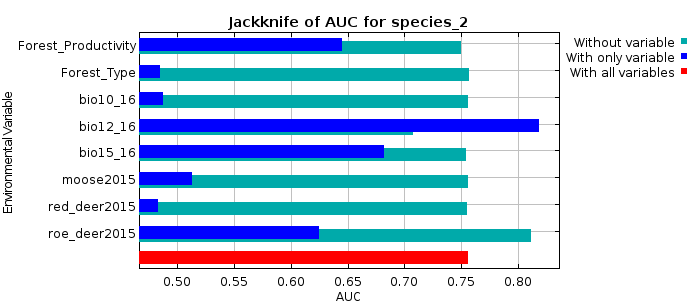 Jackknife of AUC for species_2
Forest_Productivity
Forest_Type
bio10_16
bio12_16
bio15_16
moose2015
red_deer2015
roe_deer2015
Environmental Variable
Without variable
With only variable
With all variables
0.50 0.55 0.60 0.65 0.70 0.75 0.80
AUC